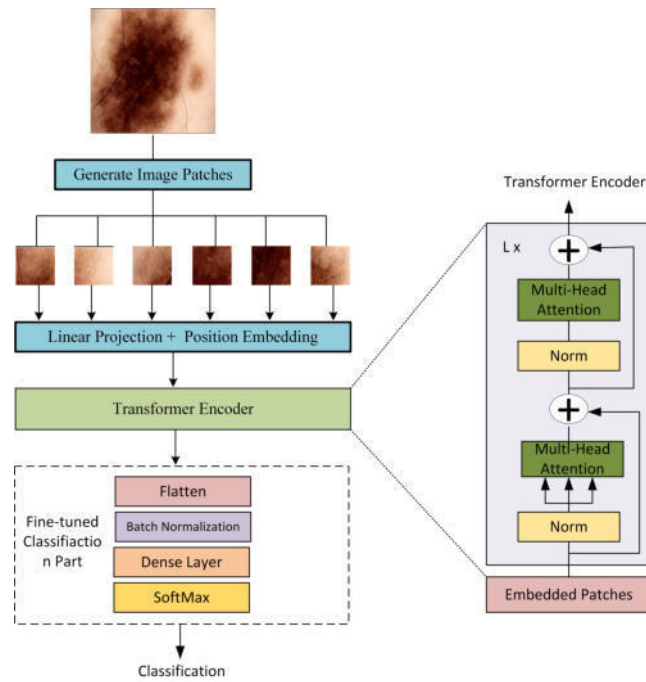 Generate Image Patches
Linear Projection + Position Embedding
Transformer Encoder
Fine-tuned
Classifiactio
n Part
Flatten
Batch Normalization
Dense Layer
SoftMax
Classification
Transformer Encoder
L x
Multi-Head
Attention
Norm
Multi-Head
Attention
Norm
Embedded Patches